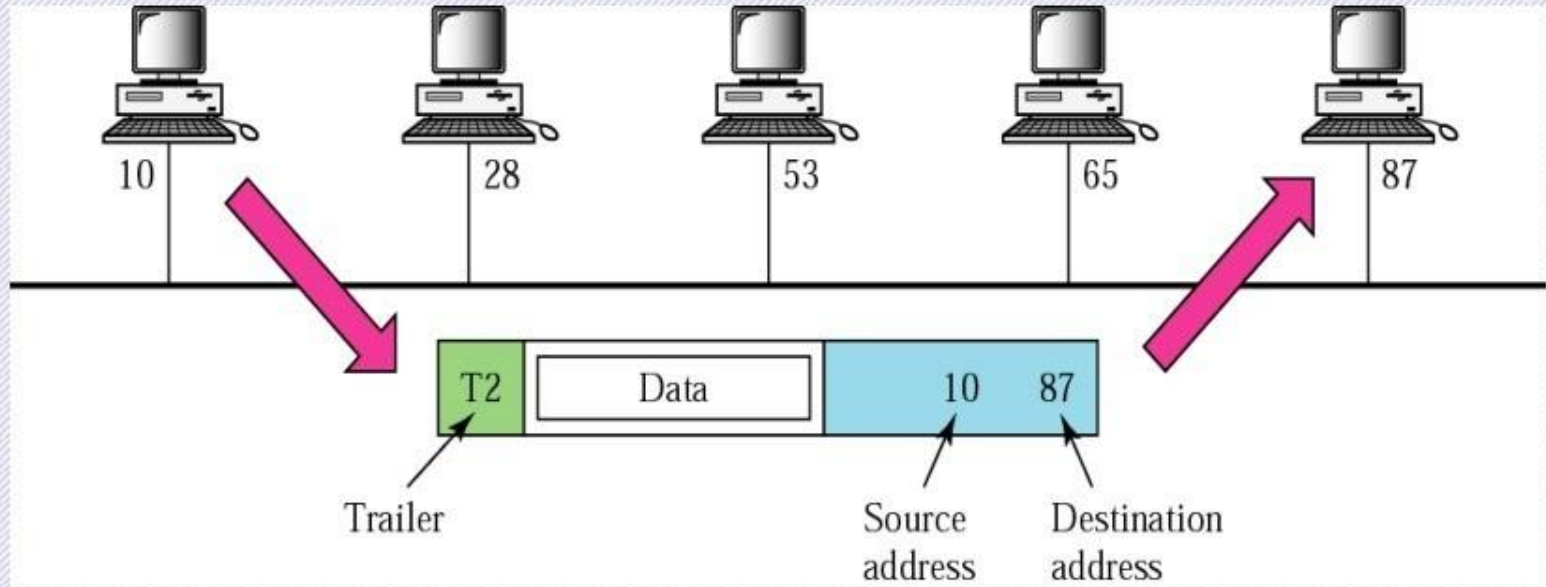 10
28
53
65
87
T2
Data
10
87
Trailer
Source
address
Destination
address